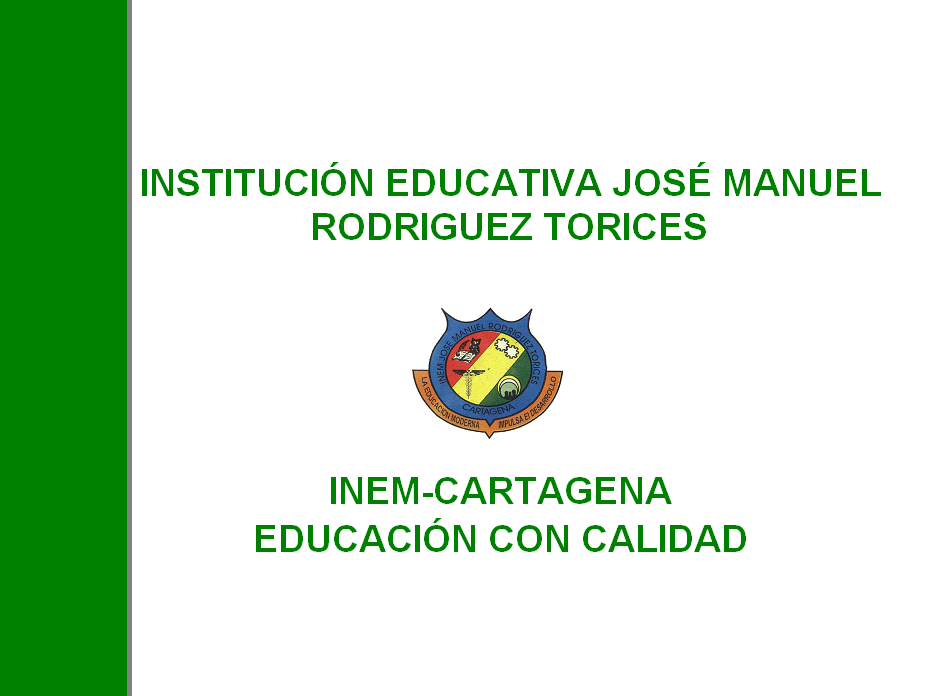 INSTITUCIÓN EDUCATIVA JOSÉ MANUEL
RODRIGUEZ TORICES
INEM JOSE MANUEL RODRIGUEZ TORICES
CARTAGENA
LA EDUCACION MODERNA IMPULSA El DESARROLLO
INEM-CARTAGENA
EDUCACIÓN CON CALIDAD